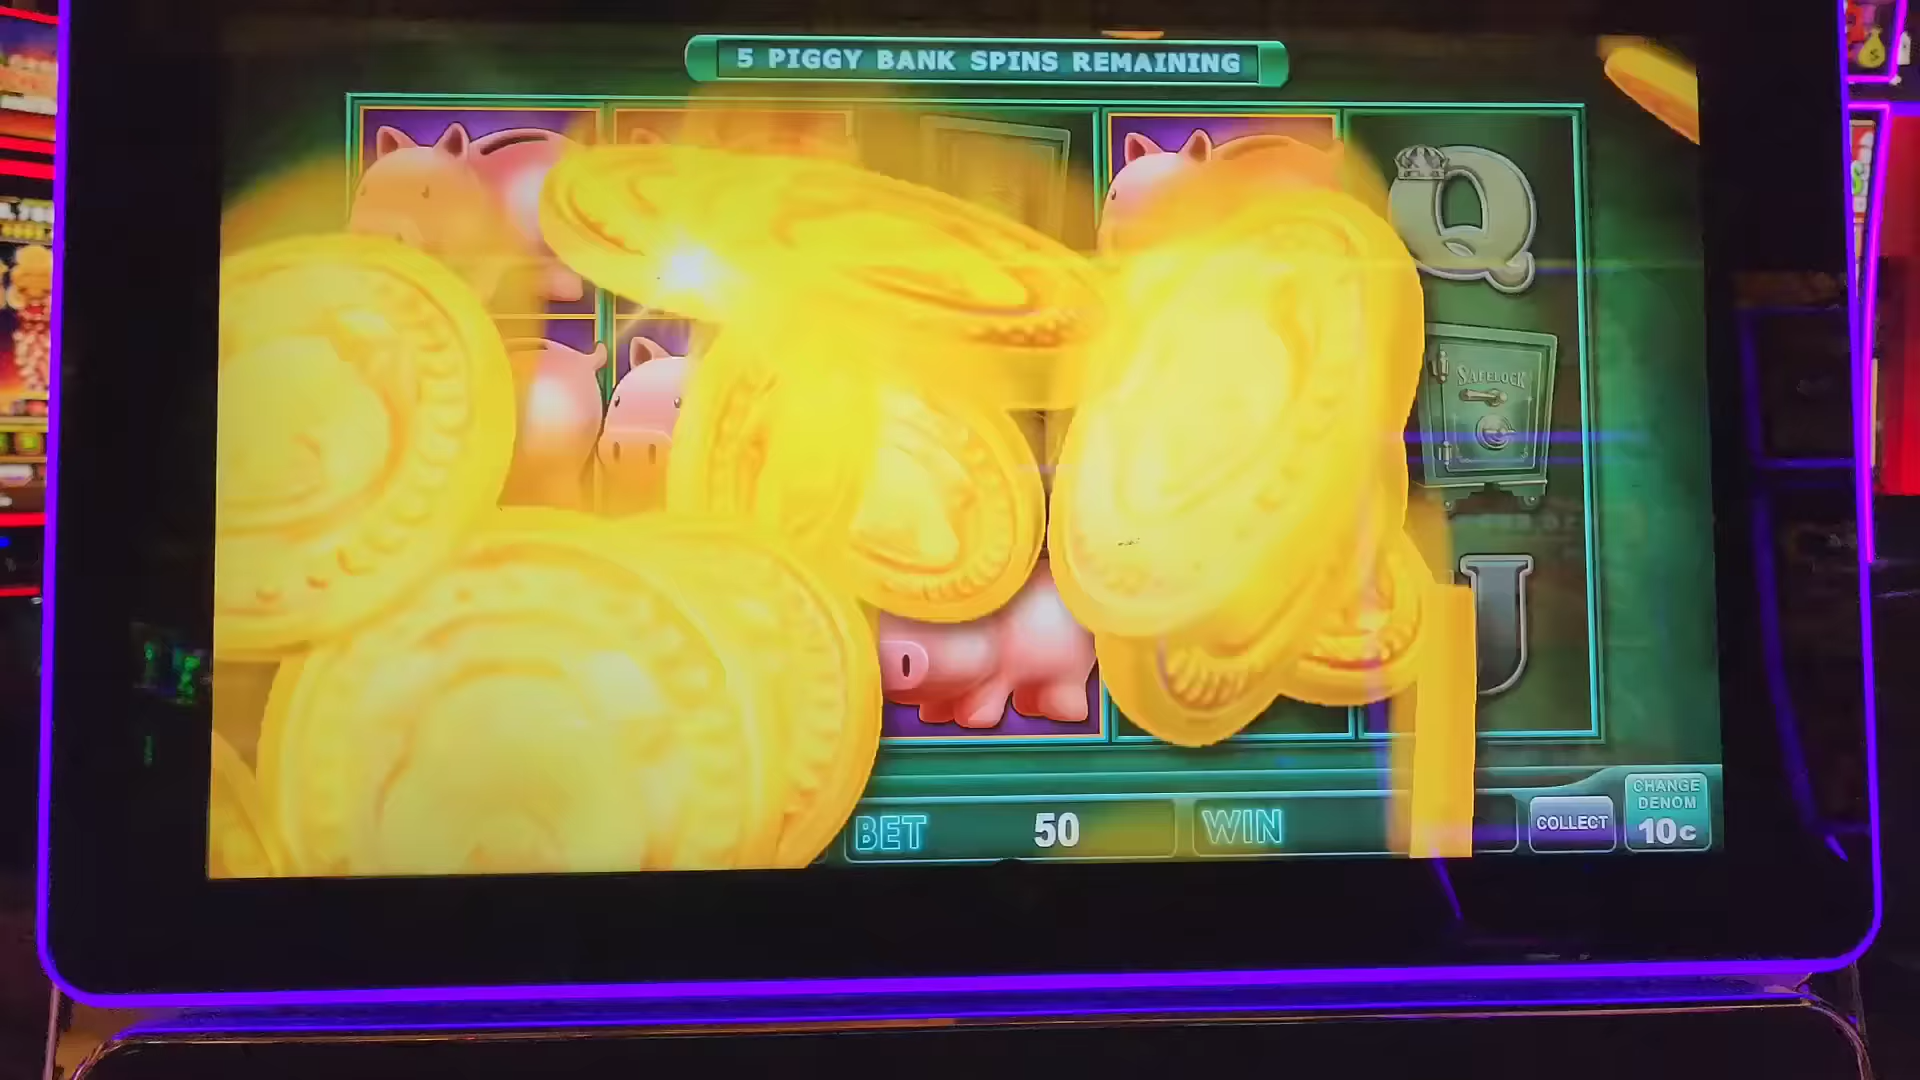 5 PIGGY BANK SPINS REMAINING
Q
SAFELOCK
J
BET 50 WIN
COLLECT
CHANGE
DENOM
10c